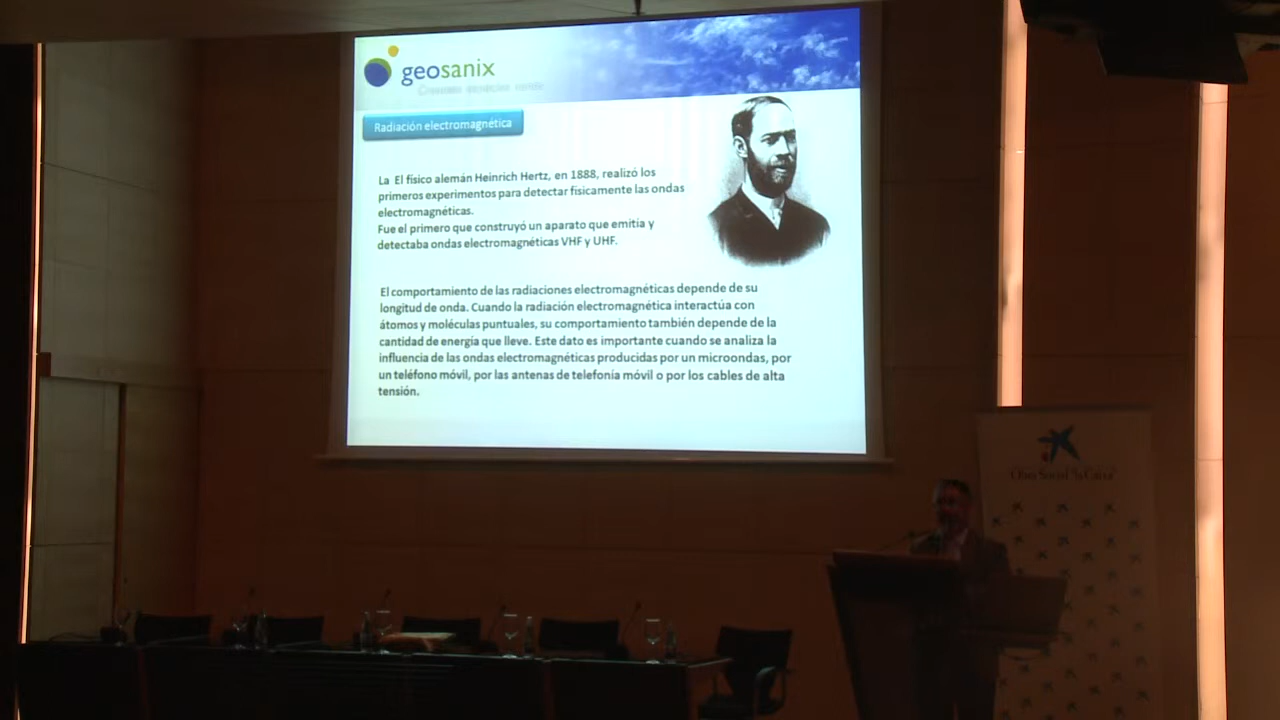 geosanix
Radiación electromagnética
La El físico alemán Heinrich Hertz, en 1888, realizó los
primeros experimentos para detectar físicamente las ondas
electromagnéticas.
Fue el primero que construyó un aparato que emitía y
detectaba ondas electromagnéticas VHF y UHF.
El comportamiento de las radiaciones electromagnéticas depende de su
longitud de onda. Cuando la radiación electromagnética interactúa con
átomos y moléculas puntuales, su comportamiento también depende de la
cantidad de energía que lleve. Este dato es importante cuando se analiza la
influencia de las ondas electromagnéticas producidas por un microondas, por
un teléfono móvil, por las antenas de telefonía móvil o por los cables de alta
tensión.
Obra Social "la Caixa"